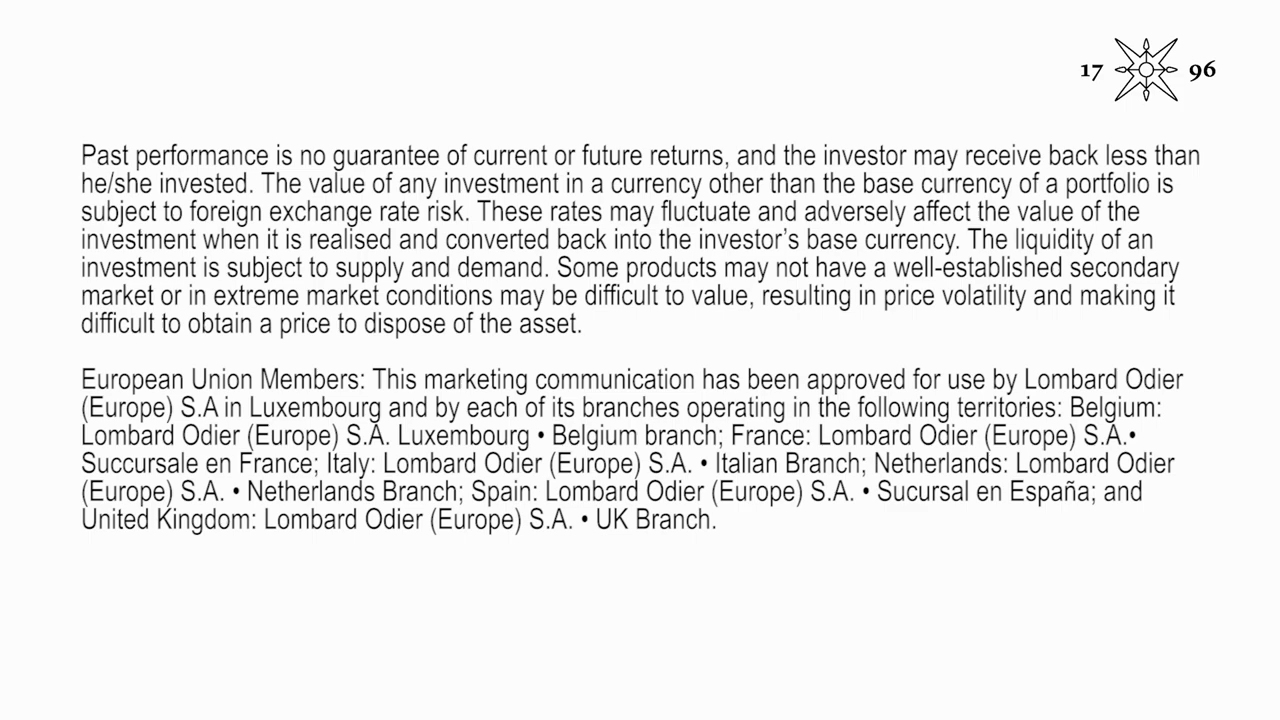 17 96
Past performance is no guarantee of current or future returns, and the investor may receive back less than
he/she invested. The value of any investment in a currency other than the base currency of a portfolio is
subject to foreign exchange rate risk. These rates may fluctuate and adversely affect the value of the
investment when it is realised and converted back into the investor’s base currency. The liquidity of an
investment is subject to supply and demand. Some products may not have a well-established secondary
market or in extreme market conditions may be difficult to value, resulting in price volatility and making it
difficult to obtain a price to dispose of the asset.
European Union Members: This marketing communication has been approved for use by Lombard Odier
(Europe) S.A in Luxembourg and by each of its branches operating in the following territories: Belgium:
Lombard Odier (Europe) S.A. Luxembourg • Belgium branch; France: Lombard Odier (Europe) S.A.•
Succursale en France; Italy: Lombard Odier (Europe) S.A. • Italian Branch; Netherlands: Lombard Odier
(Europe) S.A. • Netherlands Branch; Spain: Lombard Odier (Europe) S.A. • Sucursal en España; and
United Kingdom: Lombard Odier (Europe) S.A. • UK Branch.